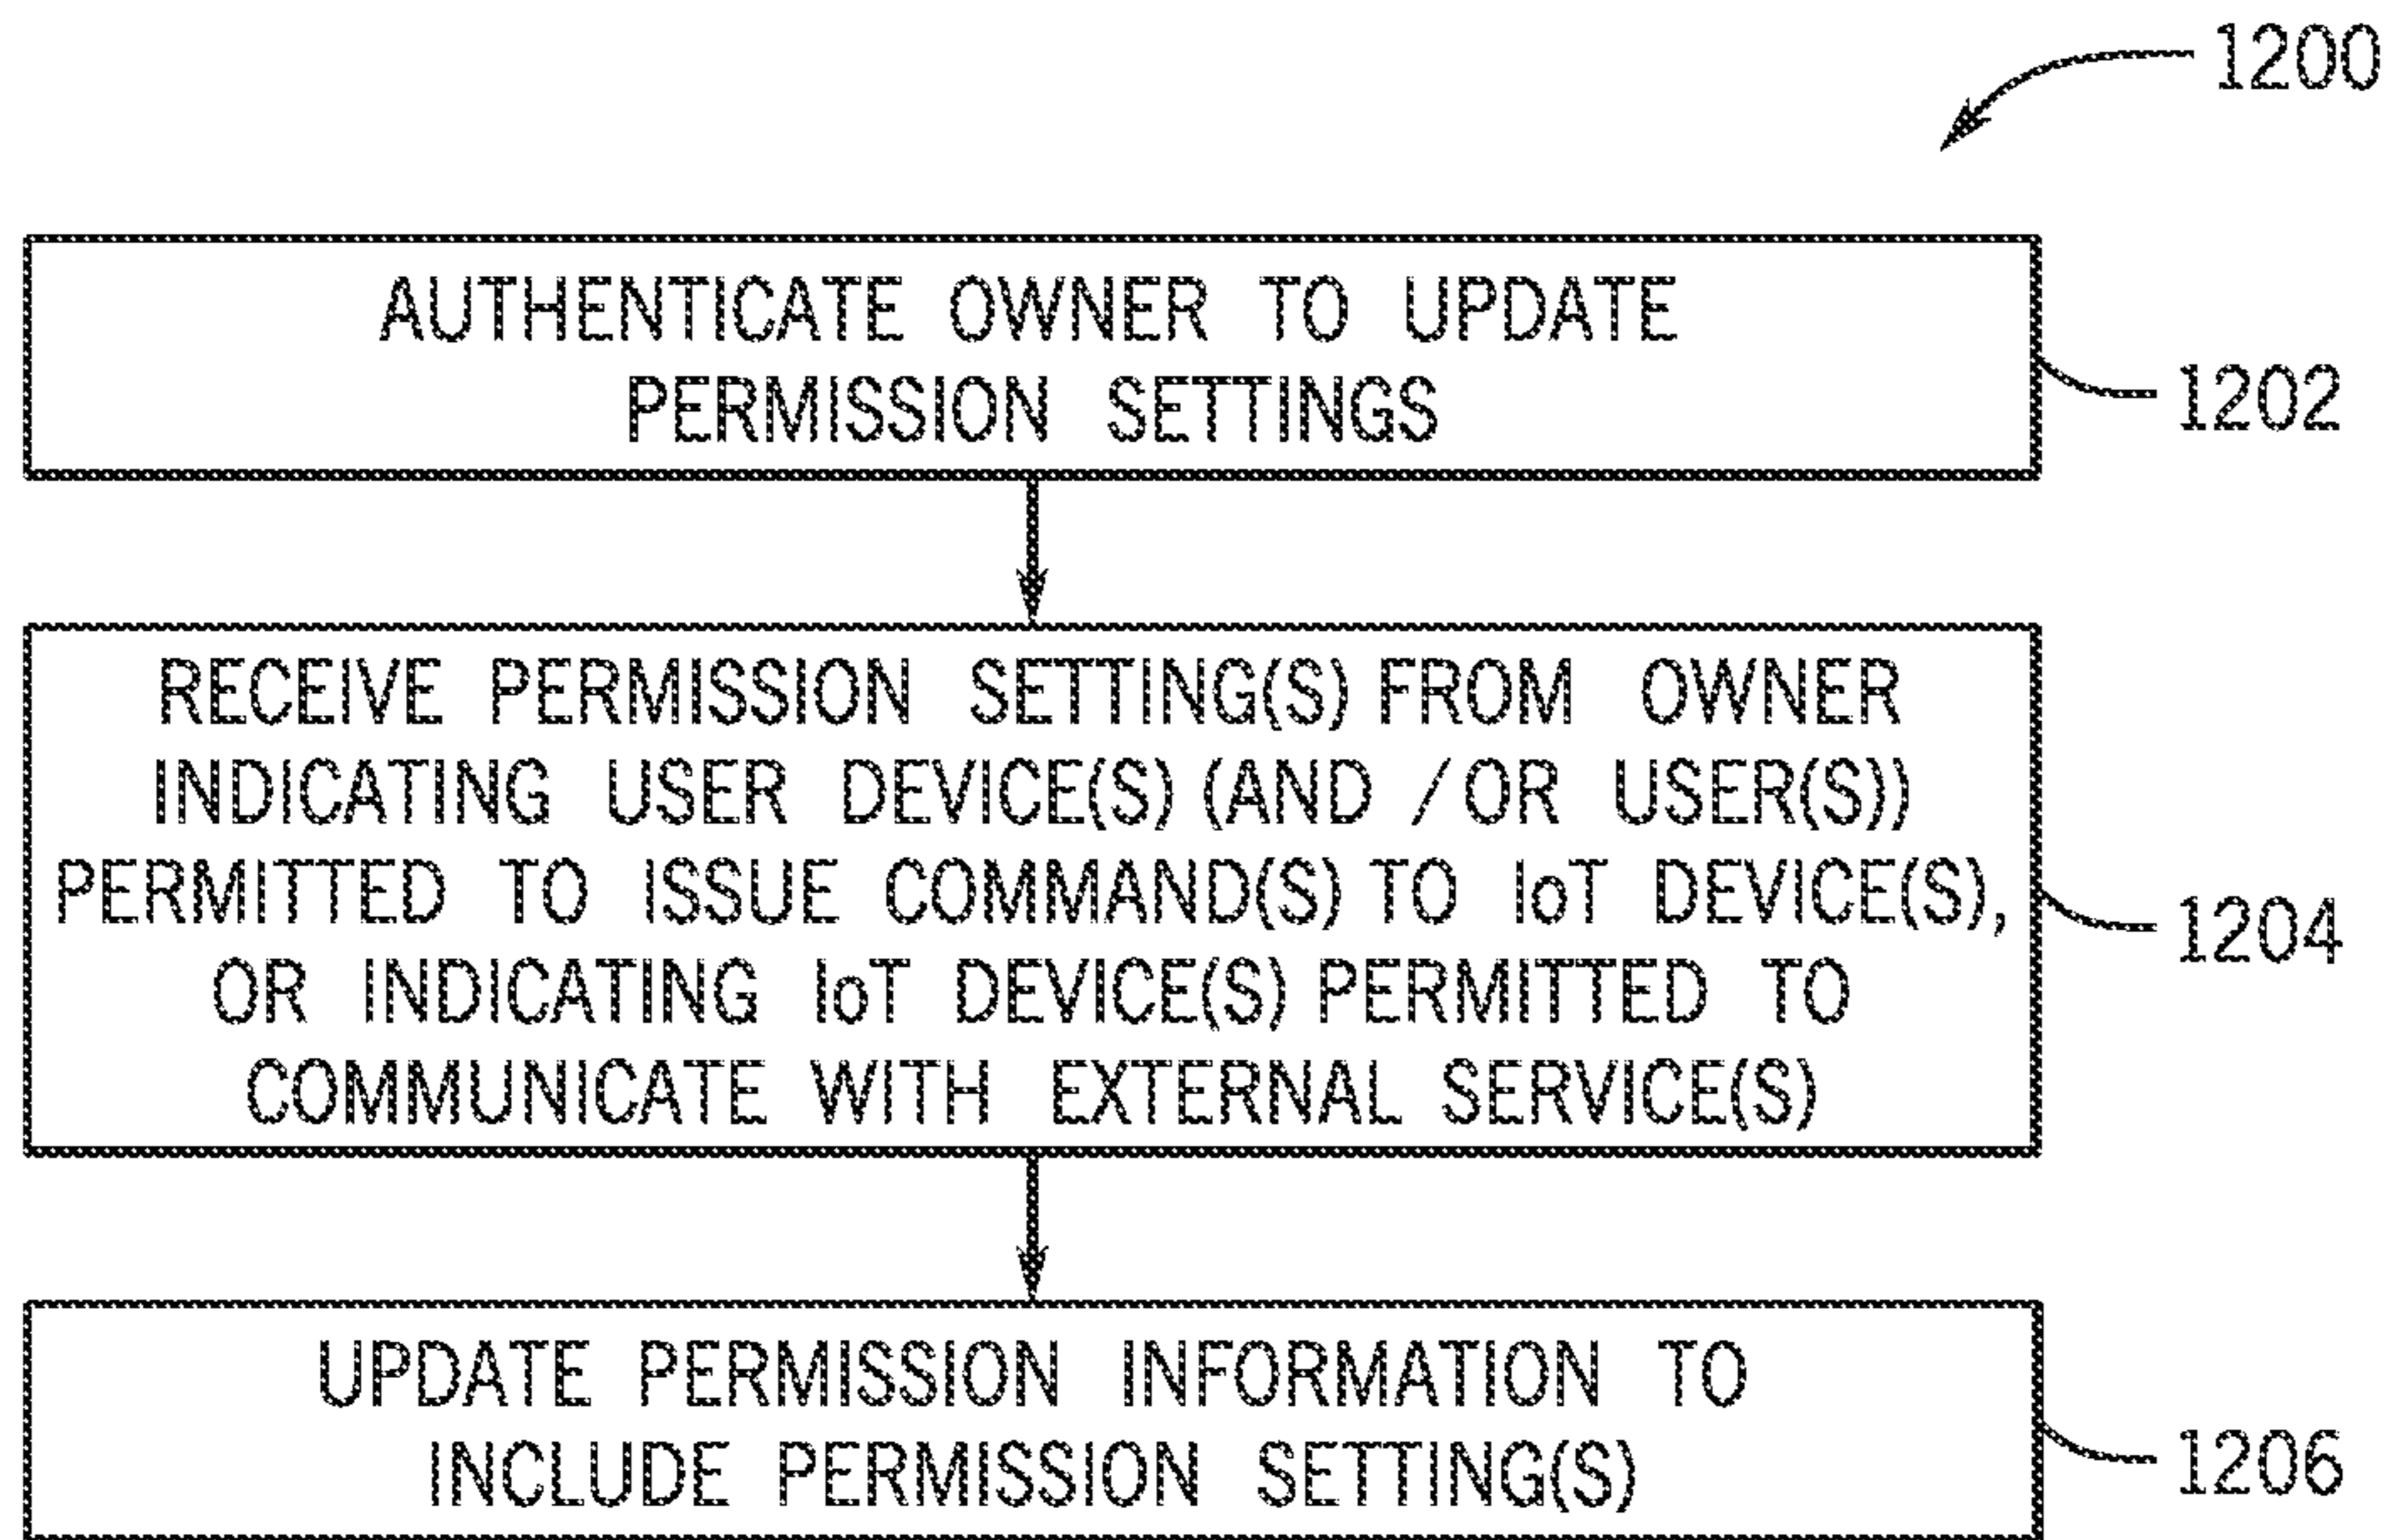 1200
AUTHENTICATE OWNER TO UPDATE
PERMISSION SETTINGS
1202
RECEIVE PERMISSION SETTING(S) FROM OWNER
INDICATING USER DEVICE(S) (AND /OR USER(S))
PERMITTED TO ISSUE COMMAND(S) TO IoT DEVICE(S),
OR INDICATING IoT DEVICE(S) PERMITTED TO
COMMUNICATE WITH EXTERNAL SERVICE(S)
1204
UPDATE PERMISSION INFORMATION TO
INCLUDE PERMISSION SETTING(S)
1206